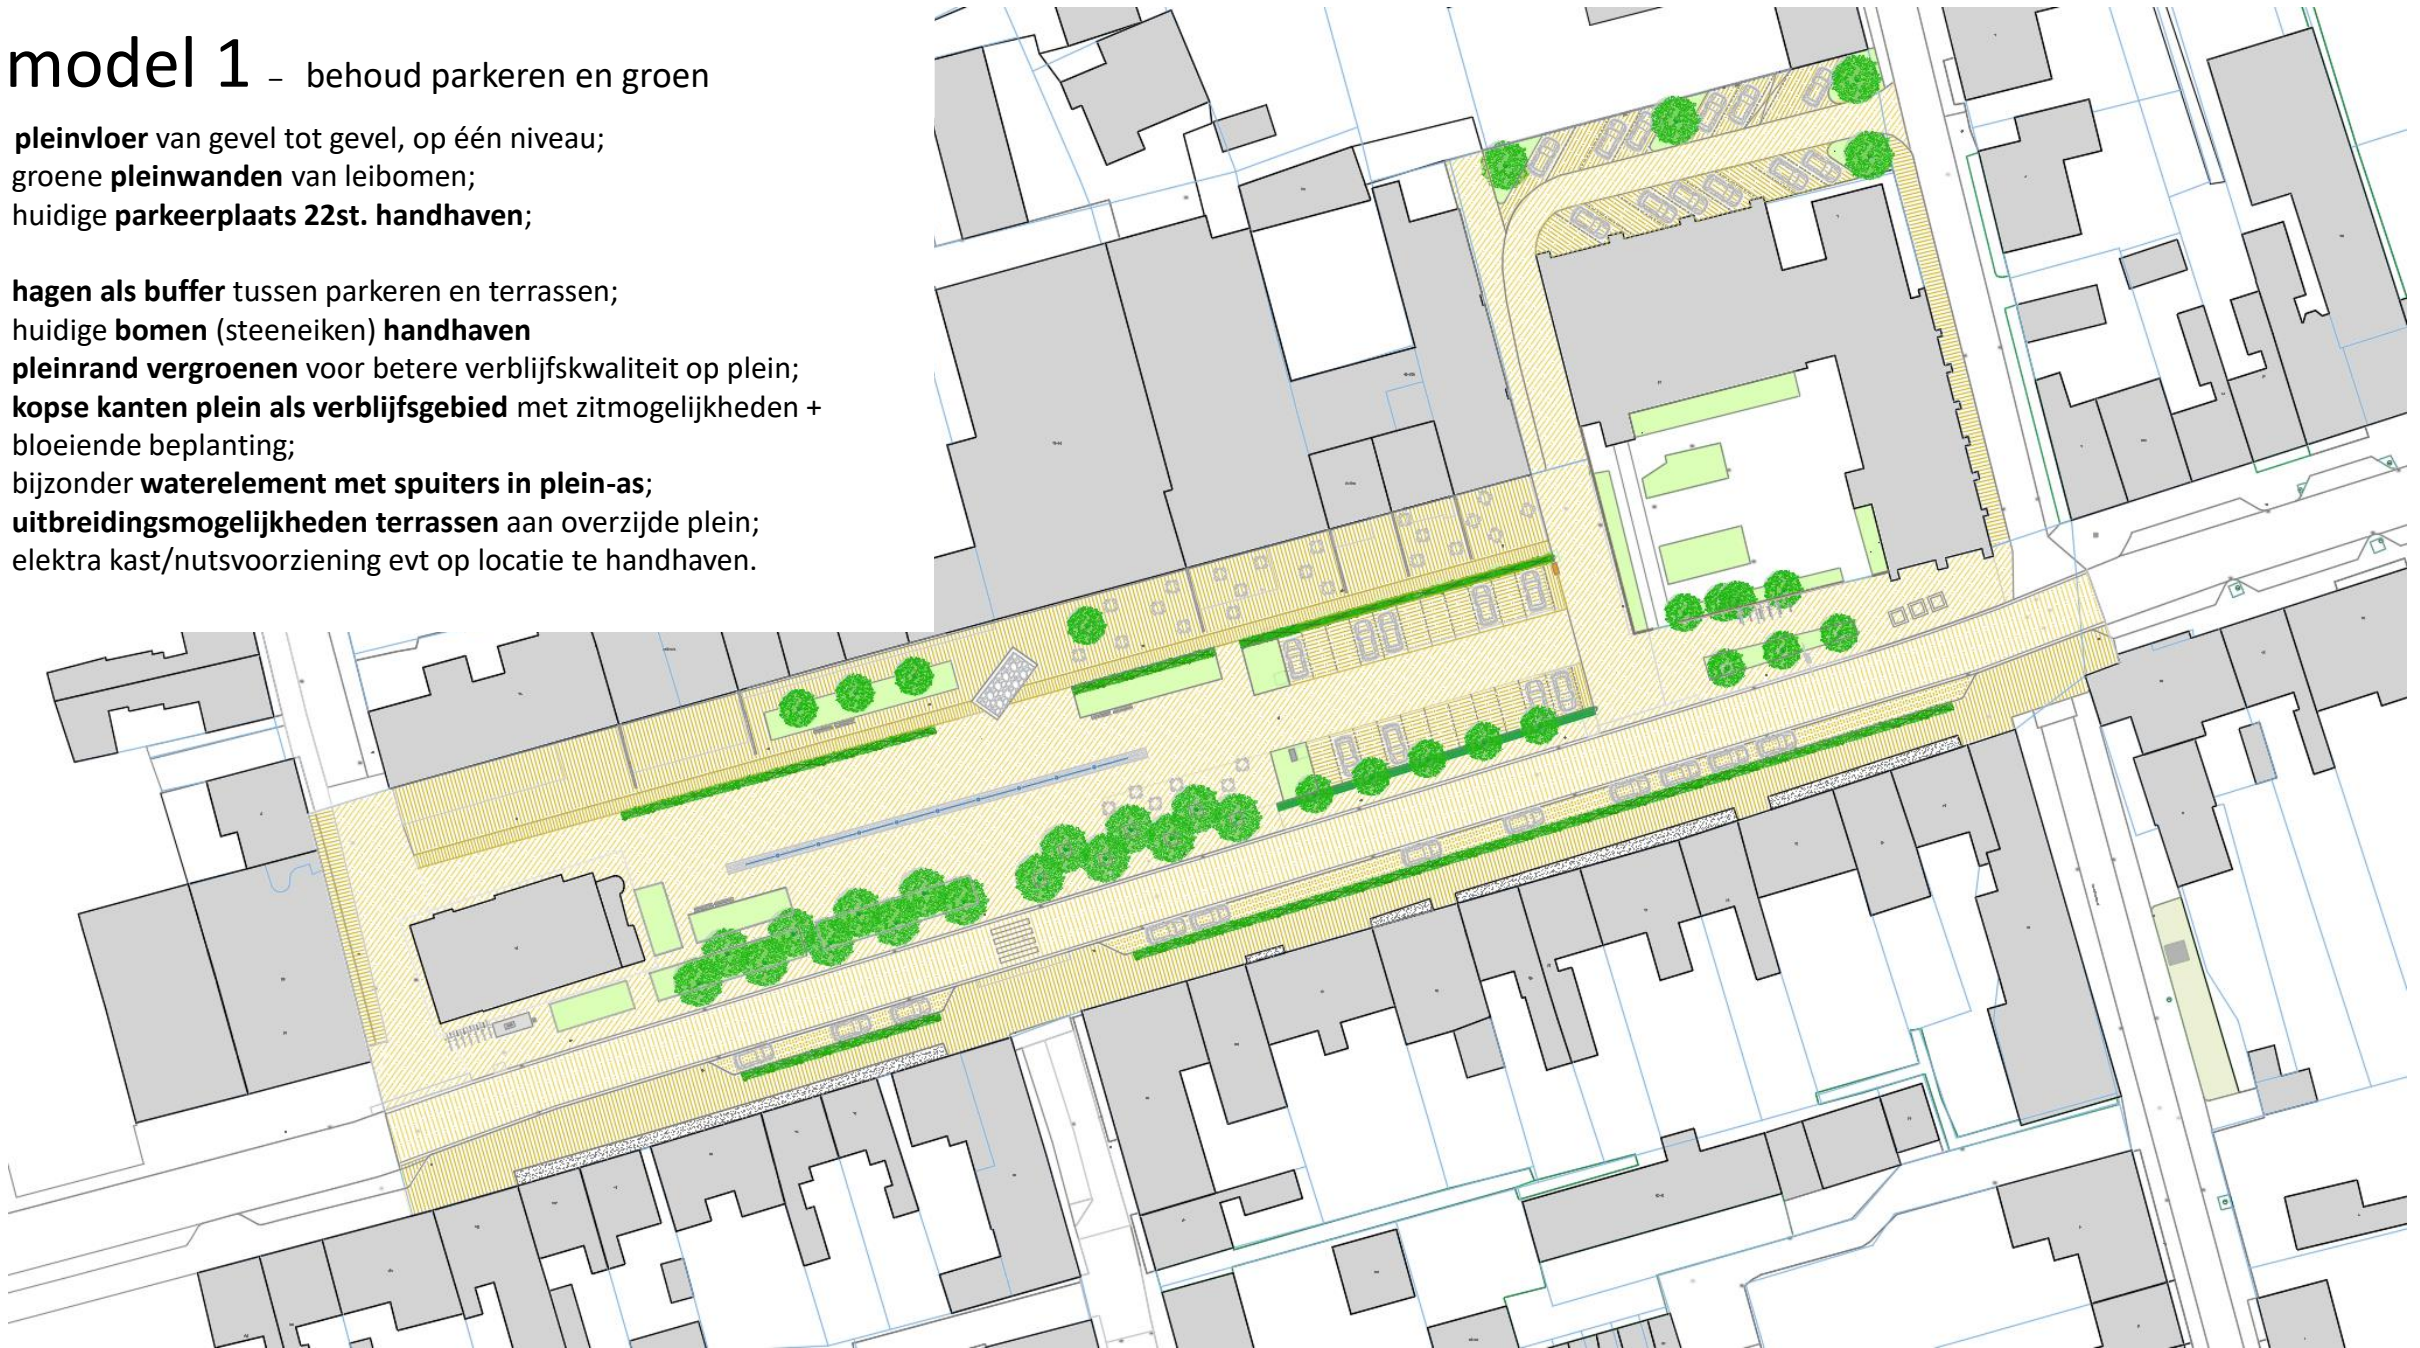 model 1 – behoud parkeren en groen
pleinvloer van gevel tot gevel, op één niveau;
groene pleinwanden van leibomen;
huidige parkeerplaats 22st. handhaven;
hagen als buffer tussen parkeren en terrassen;
huidige bomen (steeneiken) handhaven
pleinrand vergroenen voor betere verblijfskwaliteit op plein;
kopse kanten plein als verblijfsgebied met zitmogelijkheden +
bloeiende beplanting;
bijzonder waterelement met spuiters in plein-as;
uitbreidingsmogelijkheden terrassen aan overzijde plein;
elektra kast/nutsvoorziening evt op locatie te handhaven.